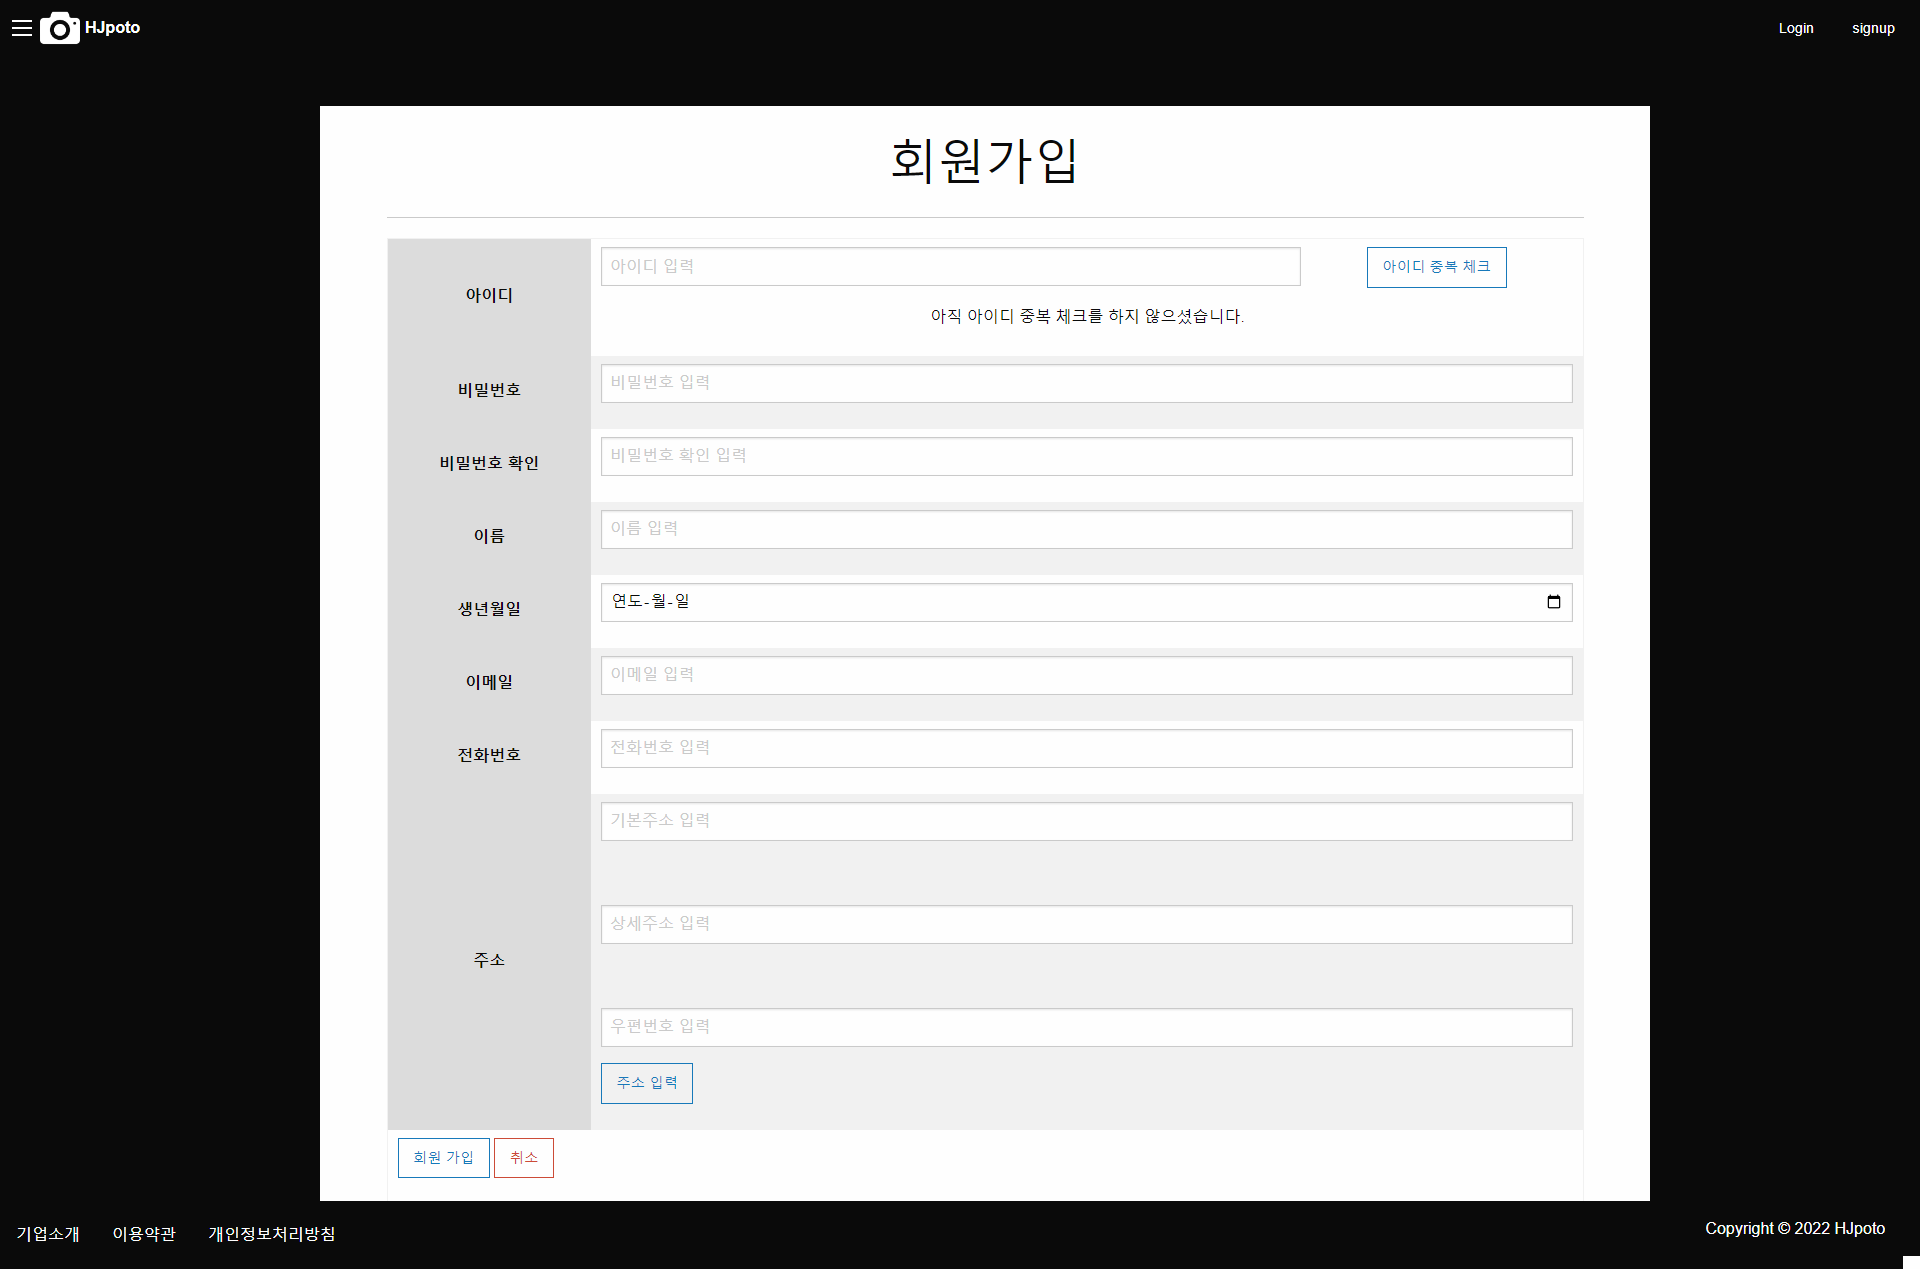 HJpoto
Login
signup
회원가입
아이디
아이디 입력
아이디 중복 체크
아직 아이디 중복 체크를 하지 않으셨습니다.
비밀번호
비밀번호 입력
비밀번호 확인
비밀번호 확인 입력
이름
이름 입력
생년월일
연도-월-일
이메일
이메일 입력
전화번호
전화번호 입력
주소
기본주소 입력
상세주소 입력
우편번호 입력
주소 입력
회원 가입
취소
기업소개
이용약관
개인정보처리방침
Copyright © 2022 HJpoto